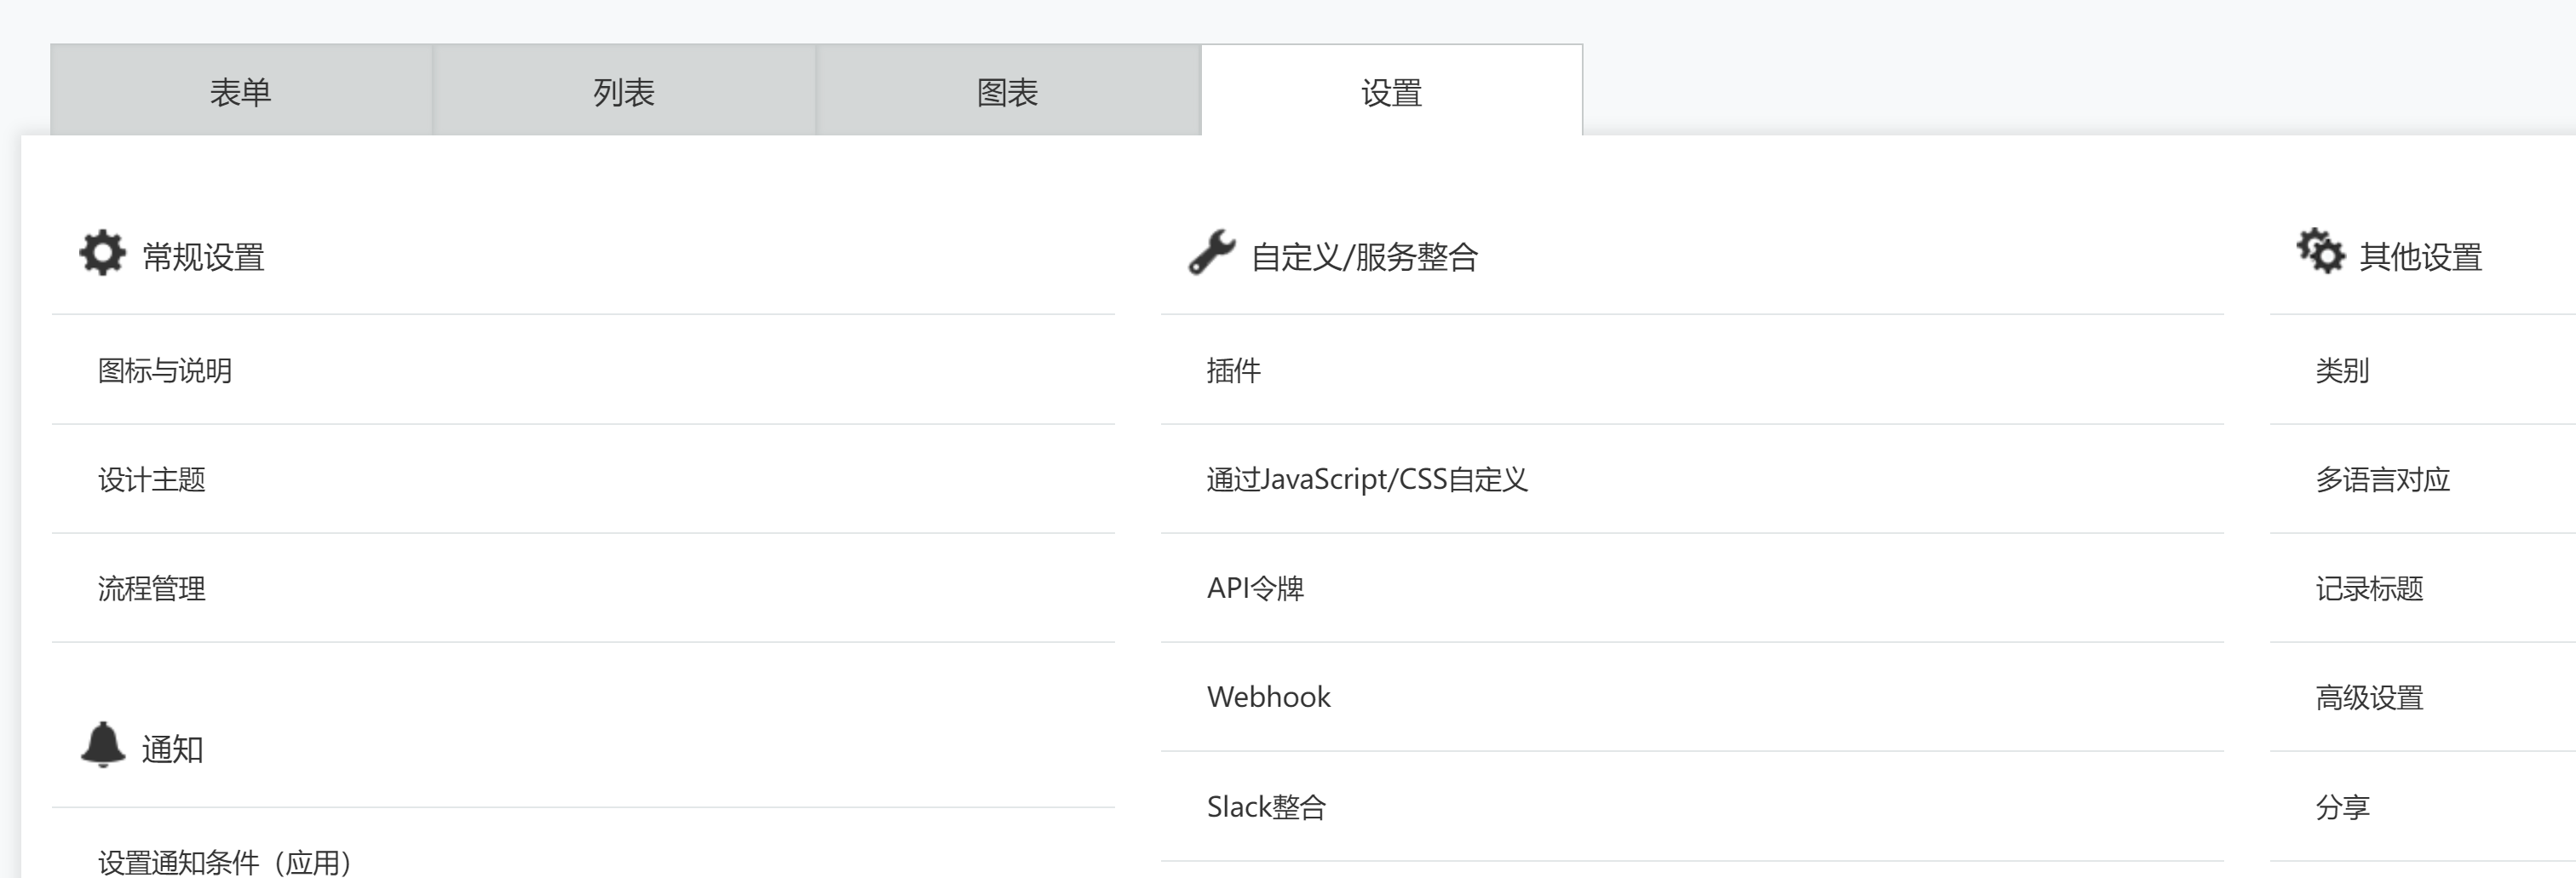 表单
列表
图表
设置
常规设置
图标与说明
设计主题
流程管理
通知
设置通知条件（应用）
自定义/服务整合
插件
通过JavaScript/CSS自定义
API令牌
Webhook
Slack整合
其他设置
类别
多语言对应
记录标题
高级设置
分享